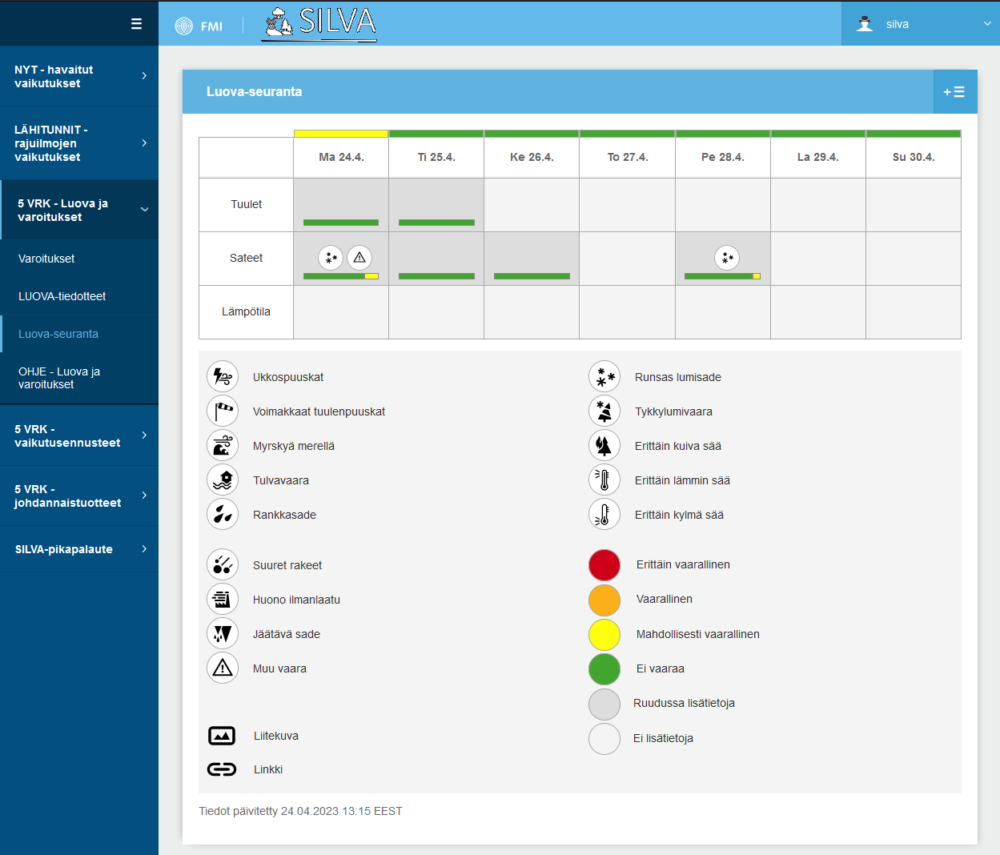 FMI
SILVA
silva
NYT - havaitut
vaikutukset
LÄHITUNNIT -
rajuilmojen
vaikutukset
5 VRK - Luova ja
varoitukset
Varoitukset
LUOVA-tiedotteet
Luova-seuranta
OHJE - Luova ja
varoitukset
5 VRK -
vaikutusennusteet
5 VRK -
johdannaistuotteet
SILVA-pikapalaute
Luova-seuranta
Ma 24.4. Ti 25.4. Ke 26.4. To 27.4. Pe 28.4. La 29.4. Su 30.4.
Tuulet
Sateet
Lämpötila
Ukkospuuskat
Voimakkaat tuulenpuuskat
Myrskyä merellä
Tulvavaara
Rankkasade
Suuret rakeet
Huono ilmanlaatu
Jäätävä sade
Muu vaara
Liitekuva
Linkki
Runsas lumisade
Tykkylumivaara
Erittäin kuiva sää
Erittäin lämmin sää
Erittäin kylmä sää
Erittäin vaarallinen
Vaarallinen
Mahdollisesti vaarallinen
Ei vaaraa
Ruudussa lisätietoja
Ei lisätietoja
Tiedot päivitetty 24.04.2023 13:15 EEST